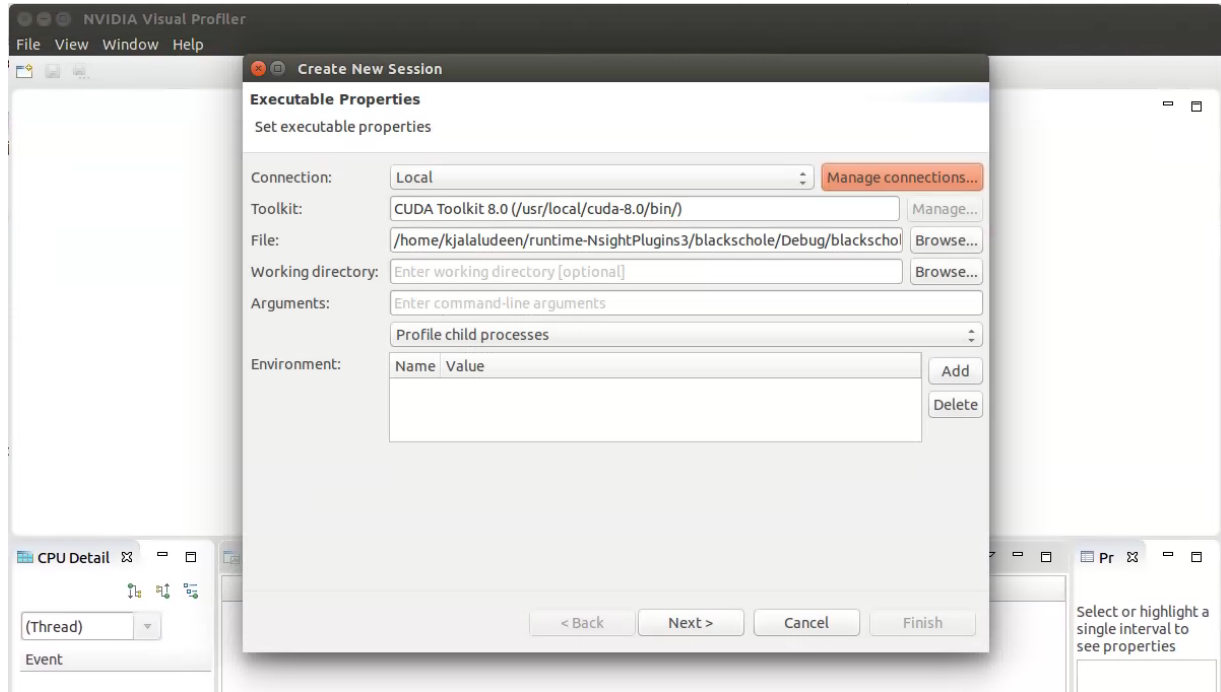 NVIDIA Visual Profiler
File View Window Help
Create New Session
Executable Properties
Set executable properties
Connection: Local Manage connections...
Toolkit: CUDA Toolkit 8.0 (/usr/local/cuda-8.0/bin/) Manage...
File: /home/kjalaludeen/runtime-NsightPlugins3/blackschole/Debug/blackschol Browse...
Working directory: Enter working directory [optional] Browse...
Arguments: Enter command-line arguments
Profile child processes
Environment: Name Value Add
Delete
< Back Next > Cancel Finish
CPU Detail
(Thread)
Event
Pr
Select or highlight a
single interval to
see properties